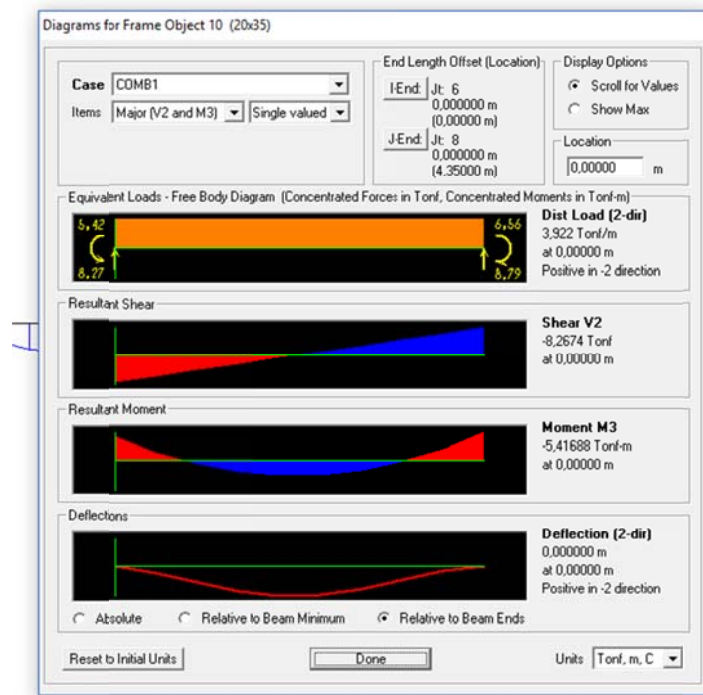 Diagrams for Frame Object 10 (20x35)
Case COMB1
Items Major (V2 and M3) Single valued
End Length Offset (Location)
I-End: Jt: 6
0,000000 m
(0,00000 m)
J-End: Jt: 8
0,000000 m
(4.35000 m)
Display Options
Scroll for Values
Show Max
Location
0,00000 m
Equivalent Loads - Free Body Diagram (Concentrated Forces in Tonf, Concentrated Moments in Tonf-m)
5,42
8,27
6,56
8,79
Dist Load (2-dir)
3,922 Tonf/m
at 0,00000 m
Positive in -2 direction
Resultant Shear
Shear V2
-8,2674 Tonf
at 0,00000 m
Resultant Moment
Moment M3
-5,41688 Tonf-m
at 0,00000 m
Deflections
Deflection (2-dir)
0,000000 m
at 0,00000 m
Positive in -2 direction
Absolute Relative to Beam Minimum Relative to Beam Ends
Reset to Initial Units Done Units Tonf, m, C